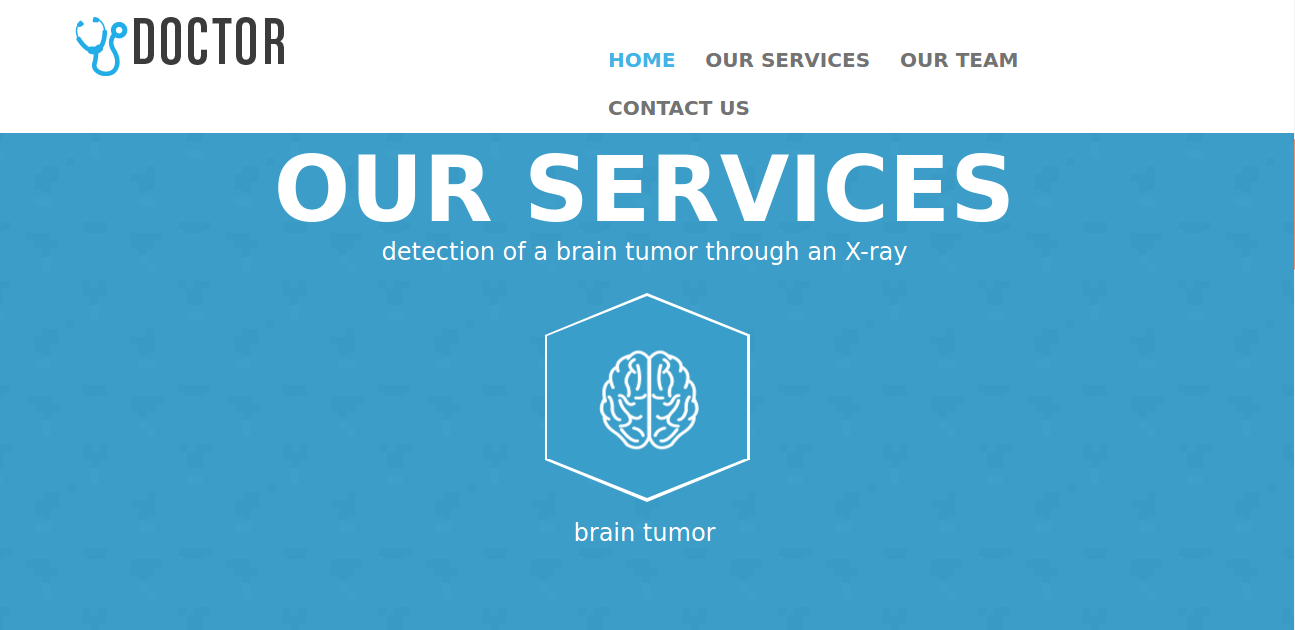 DOCTOR
HOME OUR SERVICES OUR TEAM
CONTACT US
OUR SERVICES
detection of a brain tumor through an X-ray
brain tumor